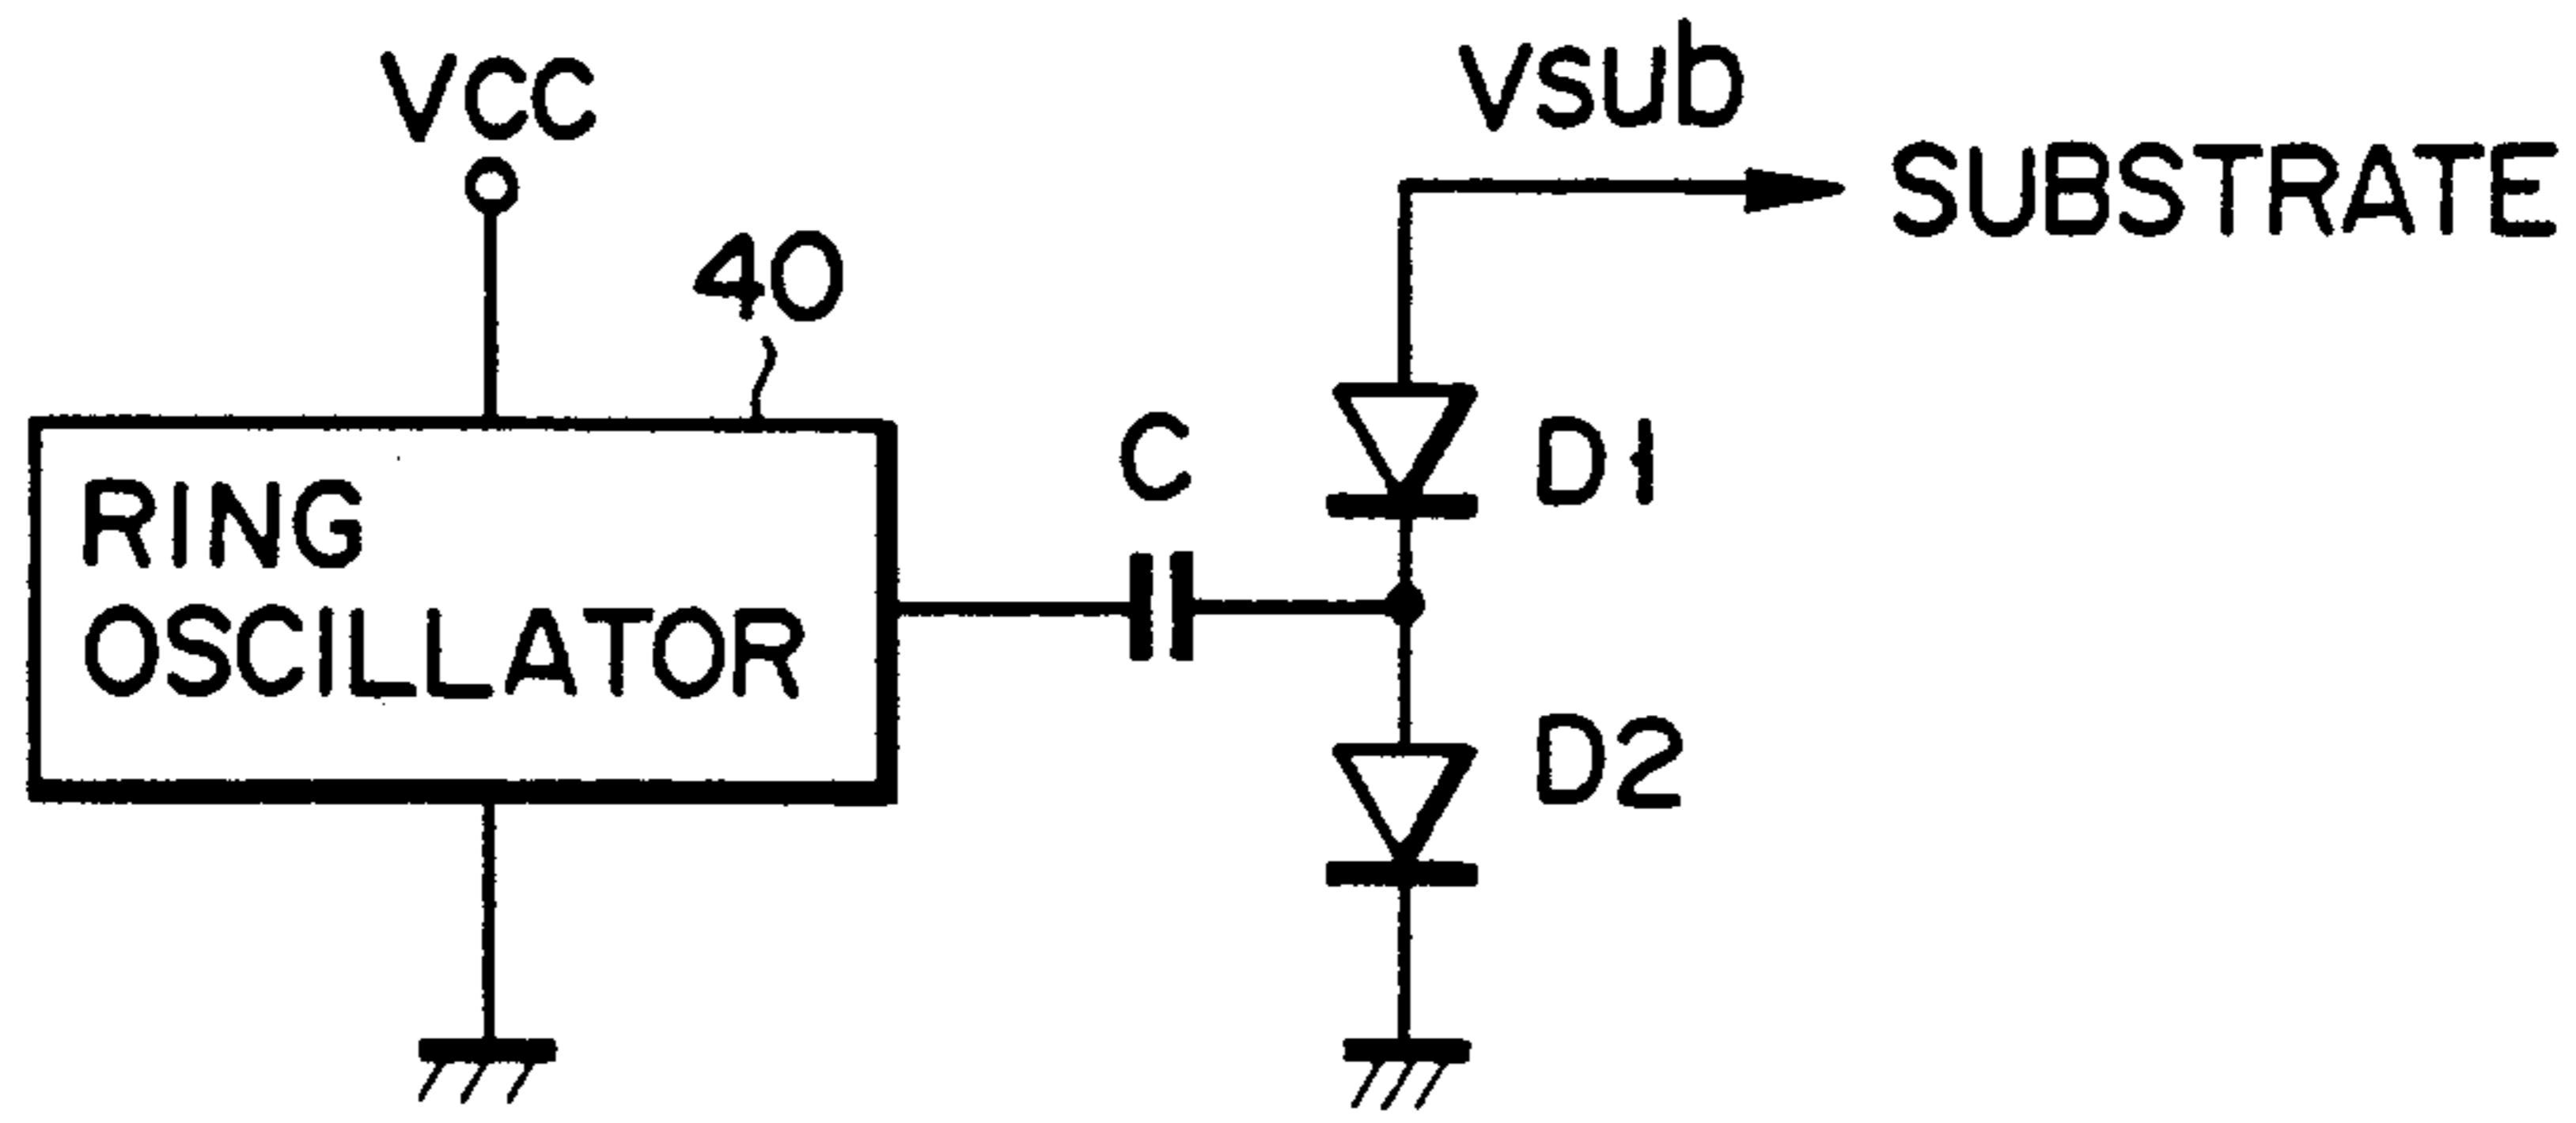 VCC
Vsub
SUBSTRATE
40
C
D1
RING
OSCILLATOR
D2